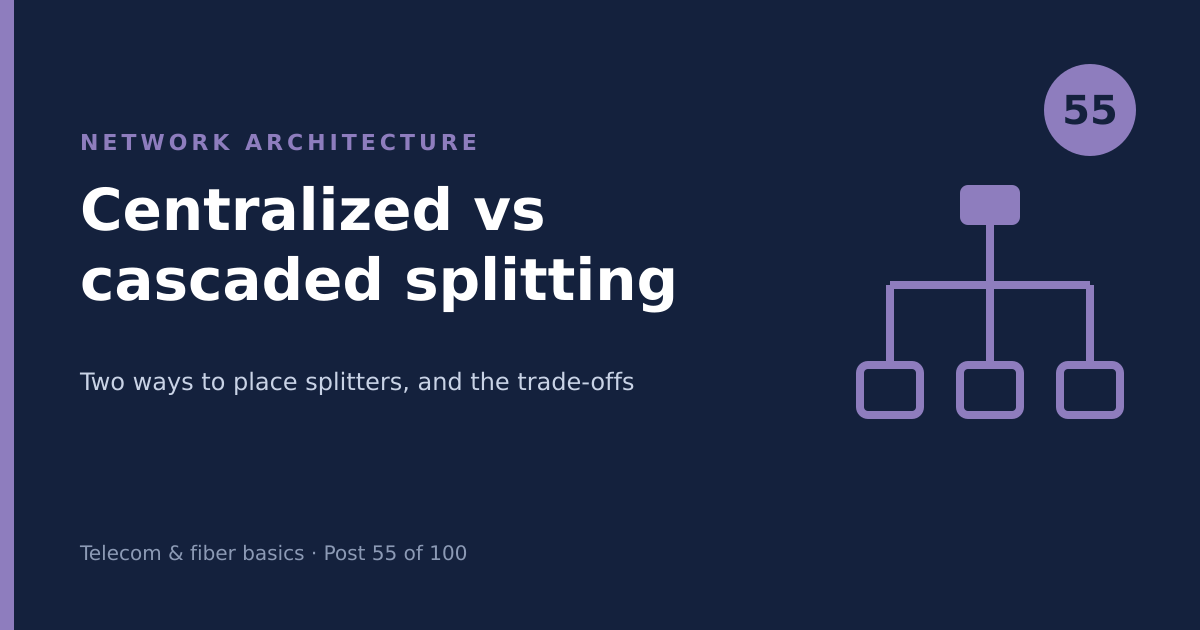 55
NETWORK ARCHITECTURE
Centralized vs
cascaded splitting
Two ways to place splitters, and the trade-offs
Telecom & fiber basics · Post 55 of 100